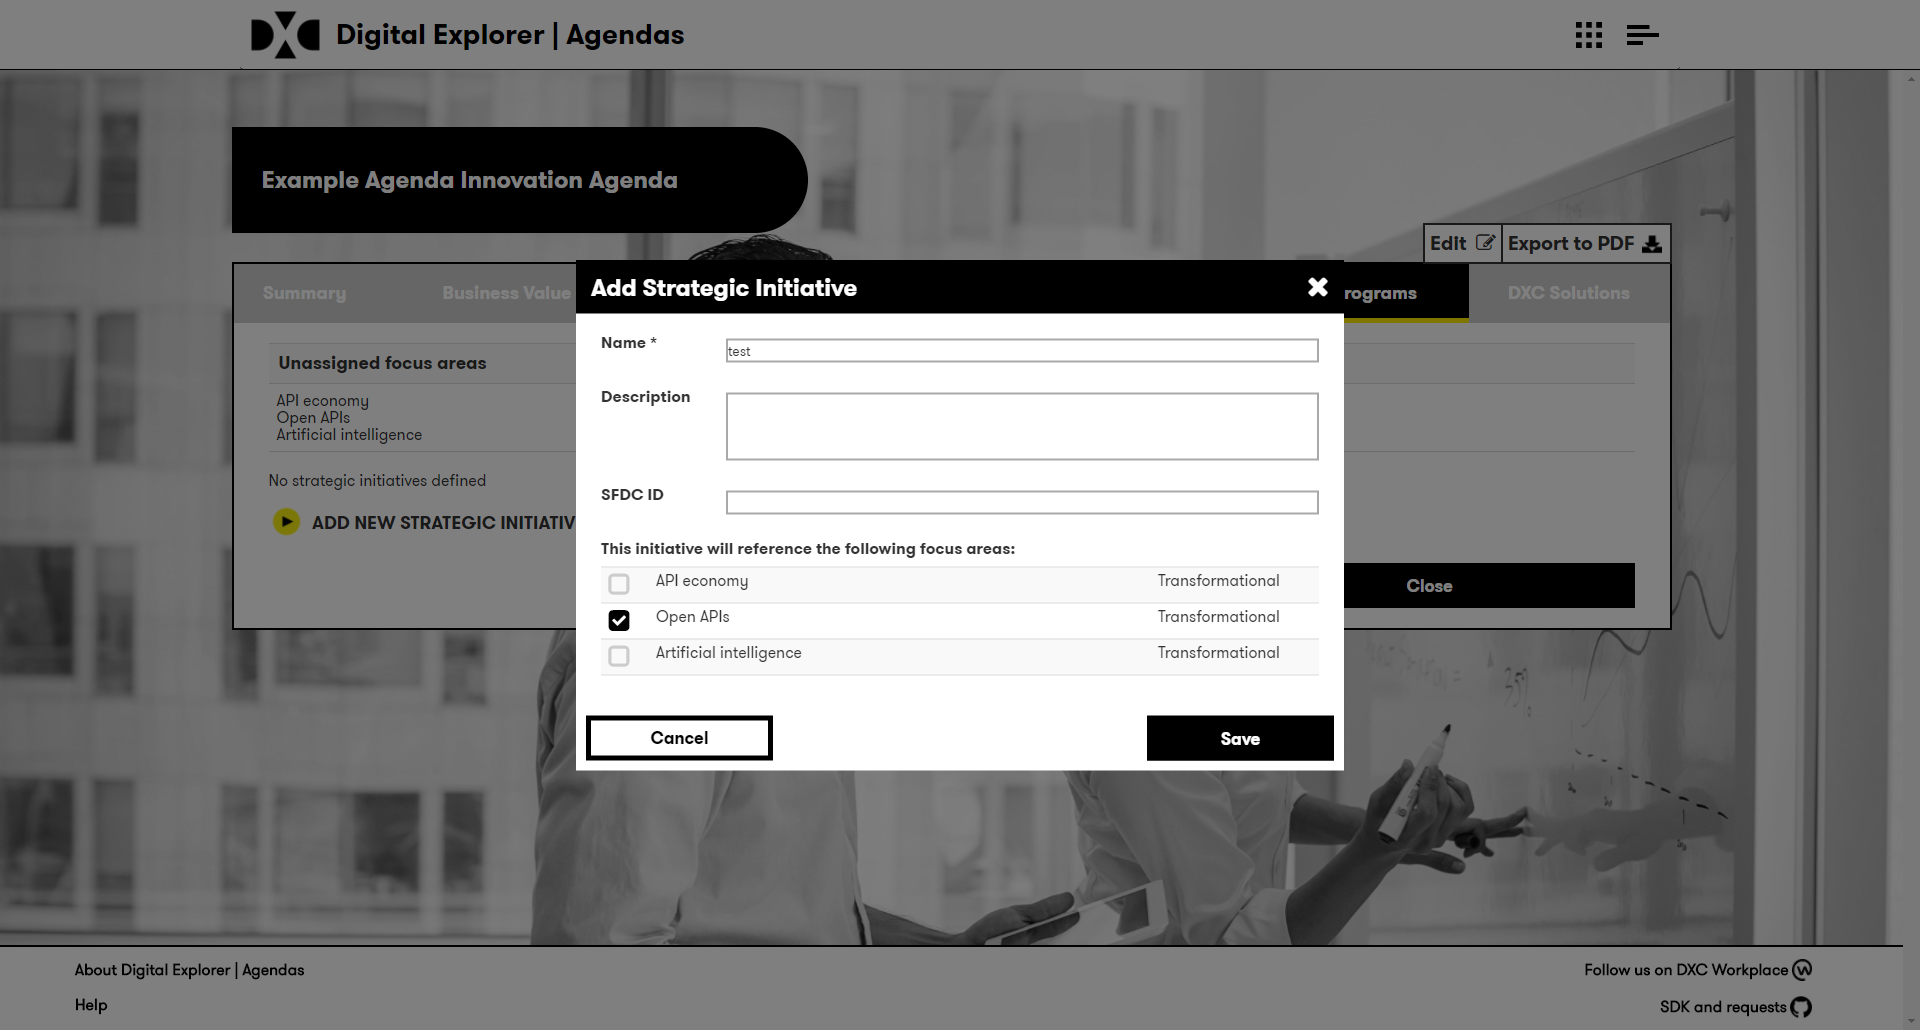 Digital Explorer | Agendas
Example Agenda Innovation Agenda
Edit
Export to PDF
Summary
Business Value
rograms
DXC Solutions
Unassigned focus areas
API economy
Open APIs
Artificial intelligence
No strategic initiatives defined
ADD NEW STRATEGIC INITIATIV
Close
Add Strategic Initiative
Name *
test
Description
SFDC ID
This initiative will reference the following focus areas:
API economy Transformational
Open APIs Transformational
Artificial intelligence Transformational
Cancel
Save
About Digital Explorer | Agendas
Help
Follow us on DXC Workplace
SDK and requests